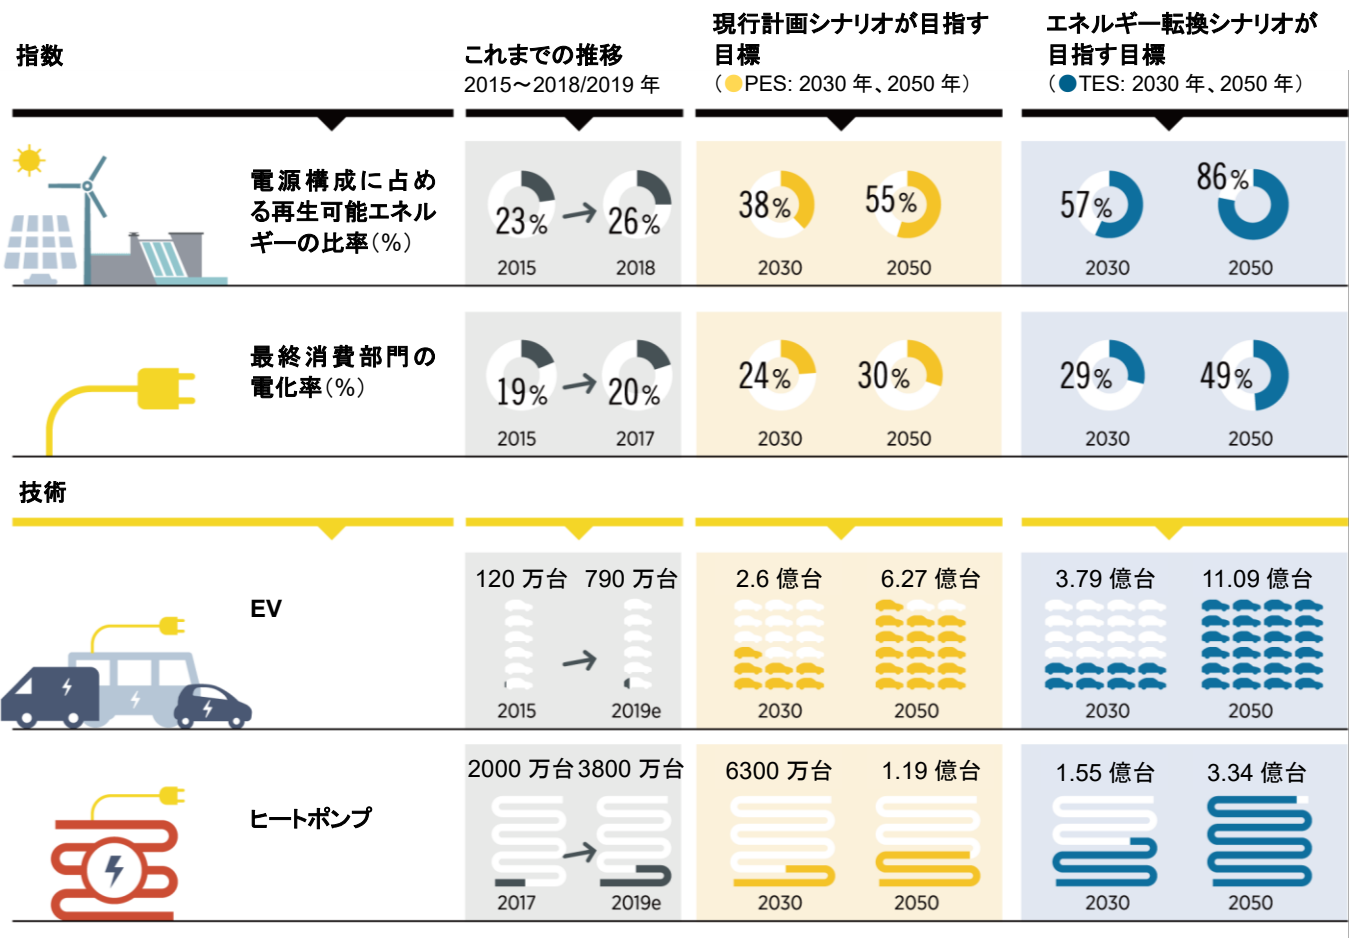 指数
これまでの推移
2015～2018/2019 年
現行計画シナリオが目指す
目標
（●PES: 2030 年、2050 年）
エネルギー転換シナリオが
目指す目標
（●TES: 2030 年、2050 年）
電源構成に占め
る再生可能エネル
ギーの比率（%）
23% 26% 38% 55% 57% 86%
2015 2018 2030 2050 2030 2050
最終消費部門の
電化率（%）
19% 20% 24% 30% 29% 49%
2015 2017 2030 2050 2030 2050
技術
EV
120 万台 790 万台 2.6 億台 6.27 億台 3.79 億台 11.09 億台
2015 2019e 2030 2050 2030 2050
ヒートポンプ
2000 万台 3800 万台 6300 万台 1.19 億台 1.55 億台 3.34 億台
2017 2019e 2030 2050 2030 2050